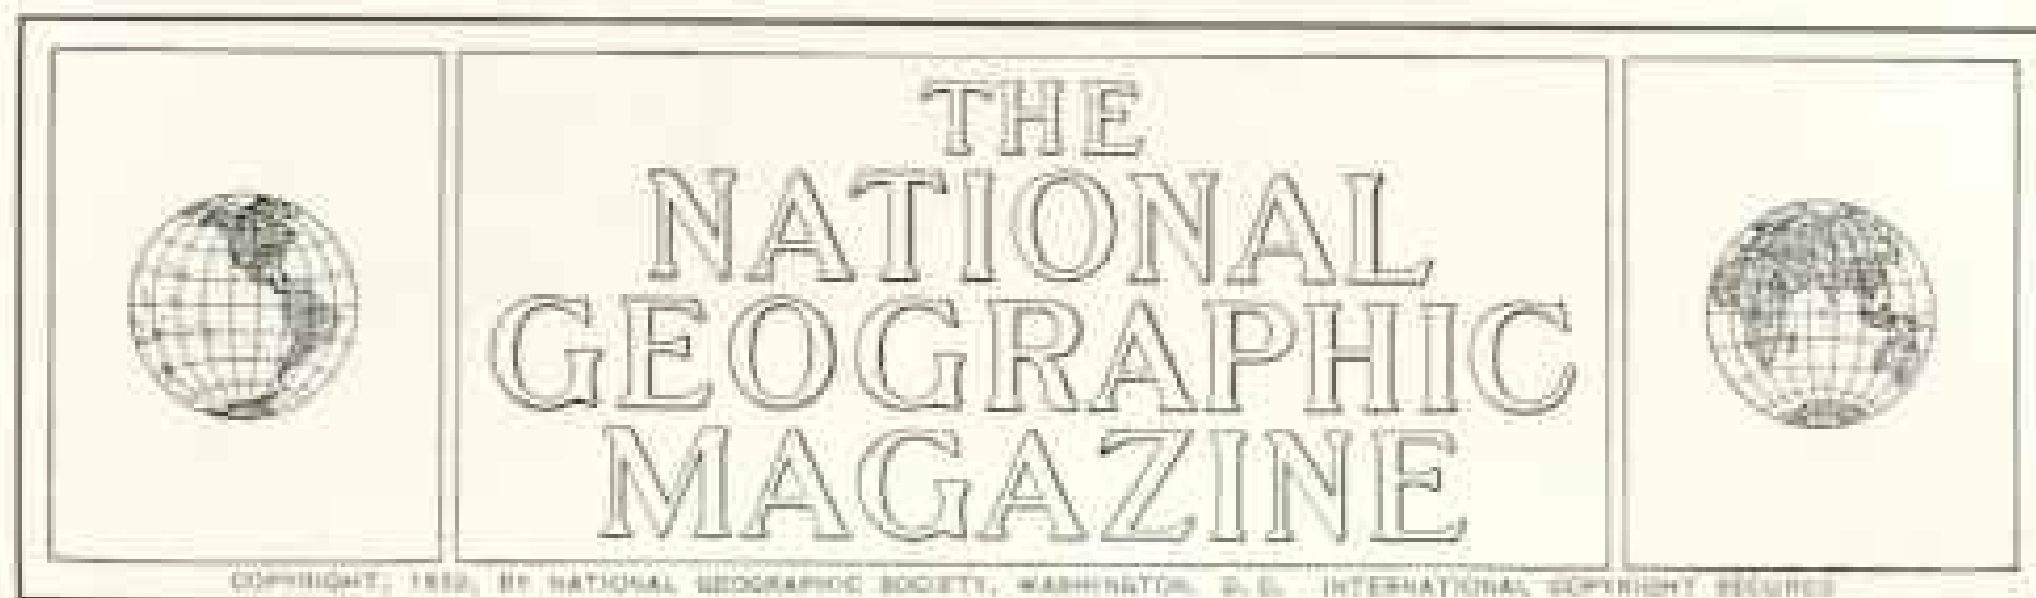 THE
NATIONAL
GEOGRAPHIC
MAGAZINE
COPYRIGHT, BY NATIONAL GEOGRAPHIC SOCIETY, WASHINGTON, D. C. INTERNATIONAL COPYRIGHT SECURED